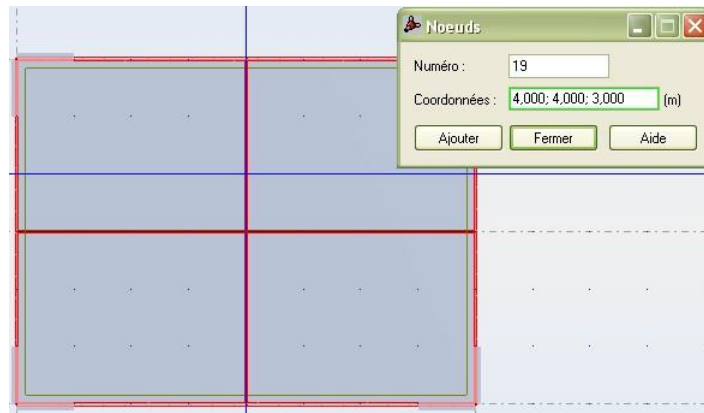 Noeuds
Numéro : 19
Coordonnées : 4,000; 4,000; 3,000 (m)
Ajouter Fermer Aide